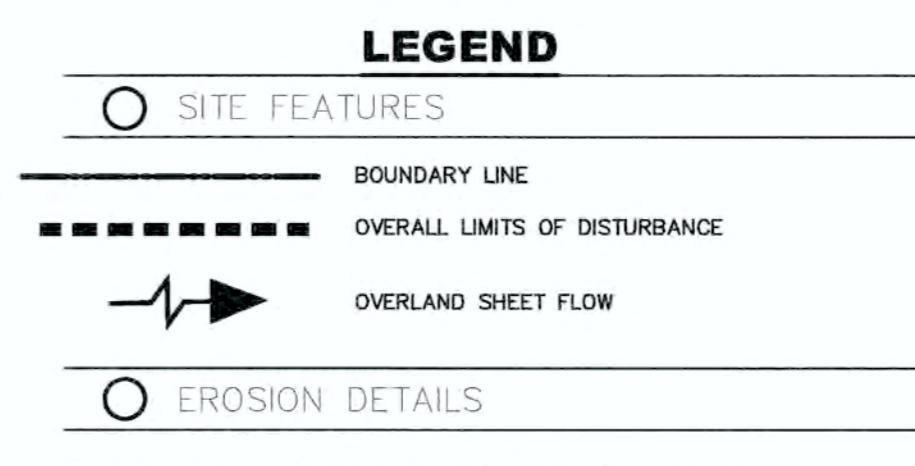 LEGEND
SITE FEATURES
BOUNDARY LINE
OVERALL LIMITS OF DISTURBANCE
OVERLAND SHEET FLOW
EROSION DETAILS